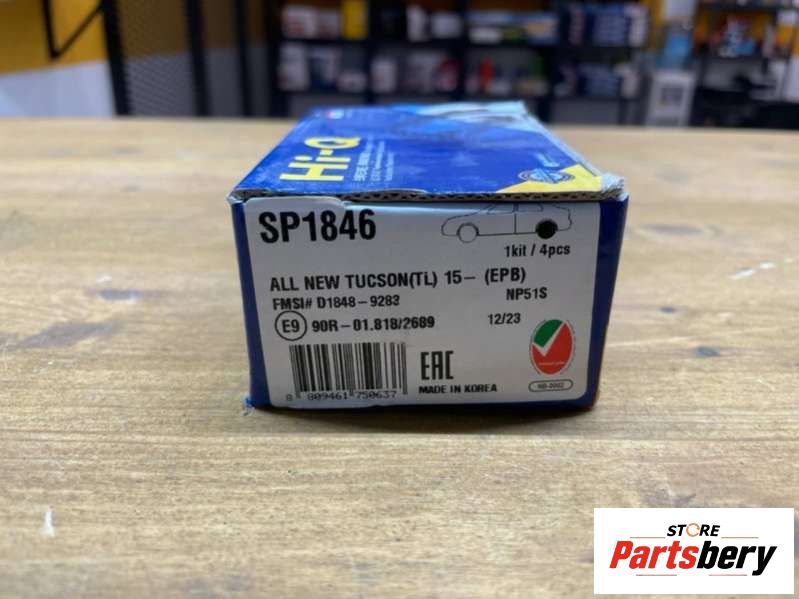 Hi-Q
SP1846
1kit / 4pcs
ALL NEW TUCSON(TL) 15- (EPB)
FMSI# D1848-9283
NP51S
E9 90R-01.818/2689
12/23
EAC
MADE IN KOREA
8 809461 750637
STORE
Partsbery